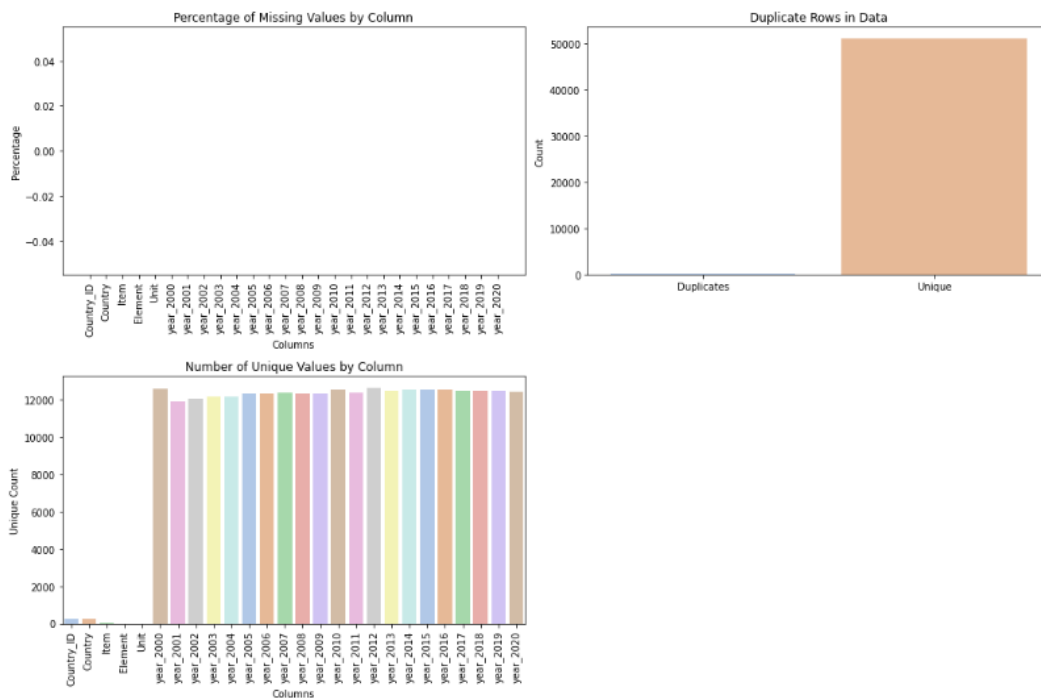 Percentage of Missing Values by Column
0.04
0.02
0.00
−0.02
−0.04
Percentage
Country_ID
Country
Item
Element
Unit
year_2000
year_2001
year_2002
year_2003
year_2004
year_2005
year_2006
year_2007
year_2008
year_2009
year_2010
year_2011
year_2012
year_2013
year_2014
year_2015
year_2016
year_2017
year_2018
year_2019
year_2020
Columns
Duplicate Rows in Data
50000
40000
30000
20000
10000
0
Count
Duplicates
Unique
Number of Unique Values by Column
12000
10000
8000
6000
4000
2000
0
Unique Count
Country_ID
Country
Item
Element
Unit
year_2000
year_2001
year_2002
year_2003
year_2004
year_2005
year_2006
year_2007
year_2008
year_2009
year_2010
year_2011
year_2012
year_2013
year_2014
year_2015
year_2016
year_2017
year_2018
year_2019
year_2020
Columns